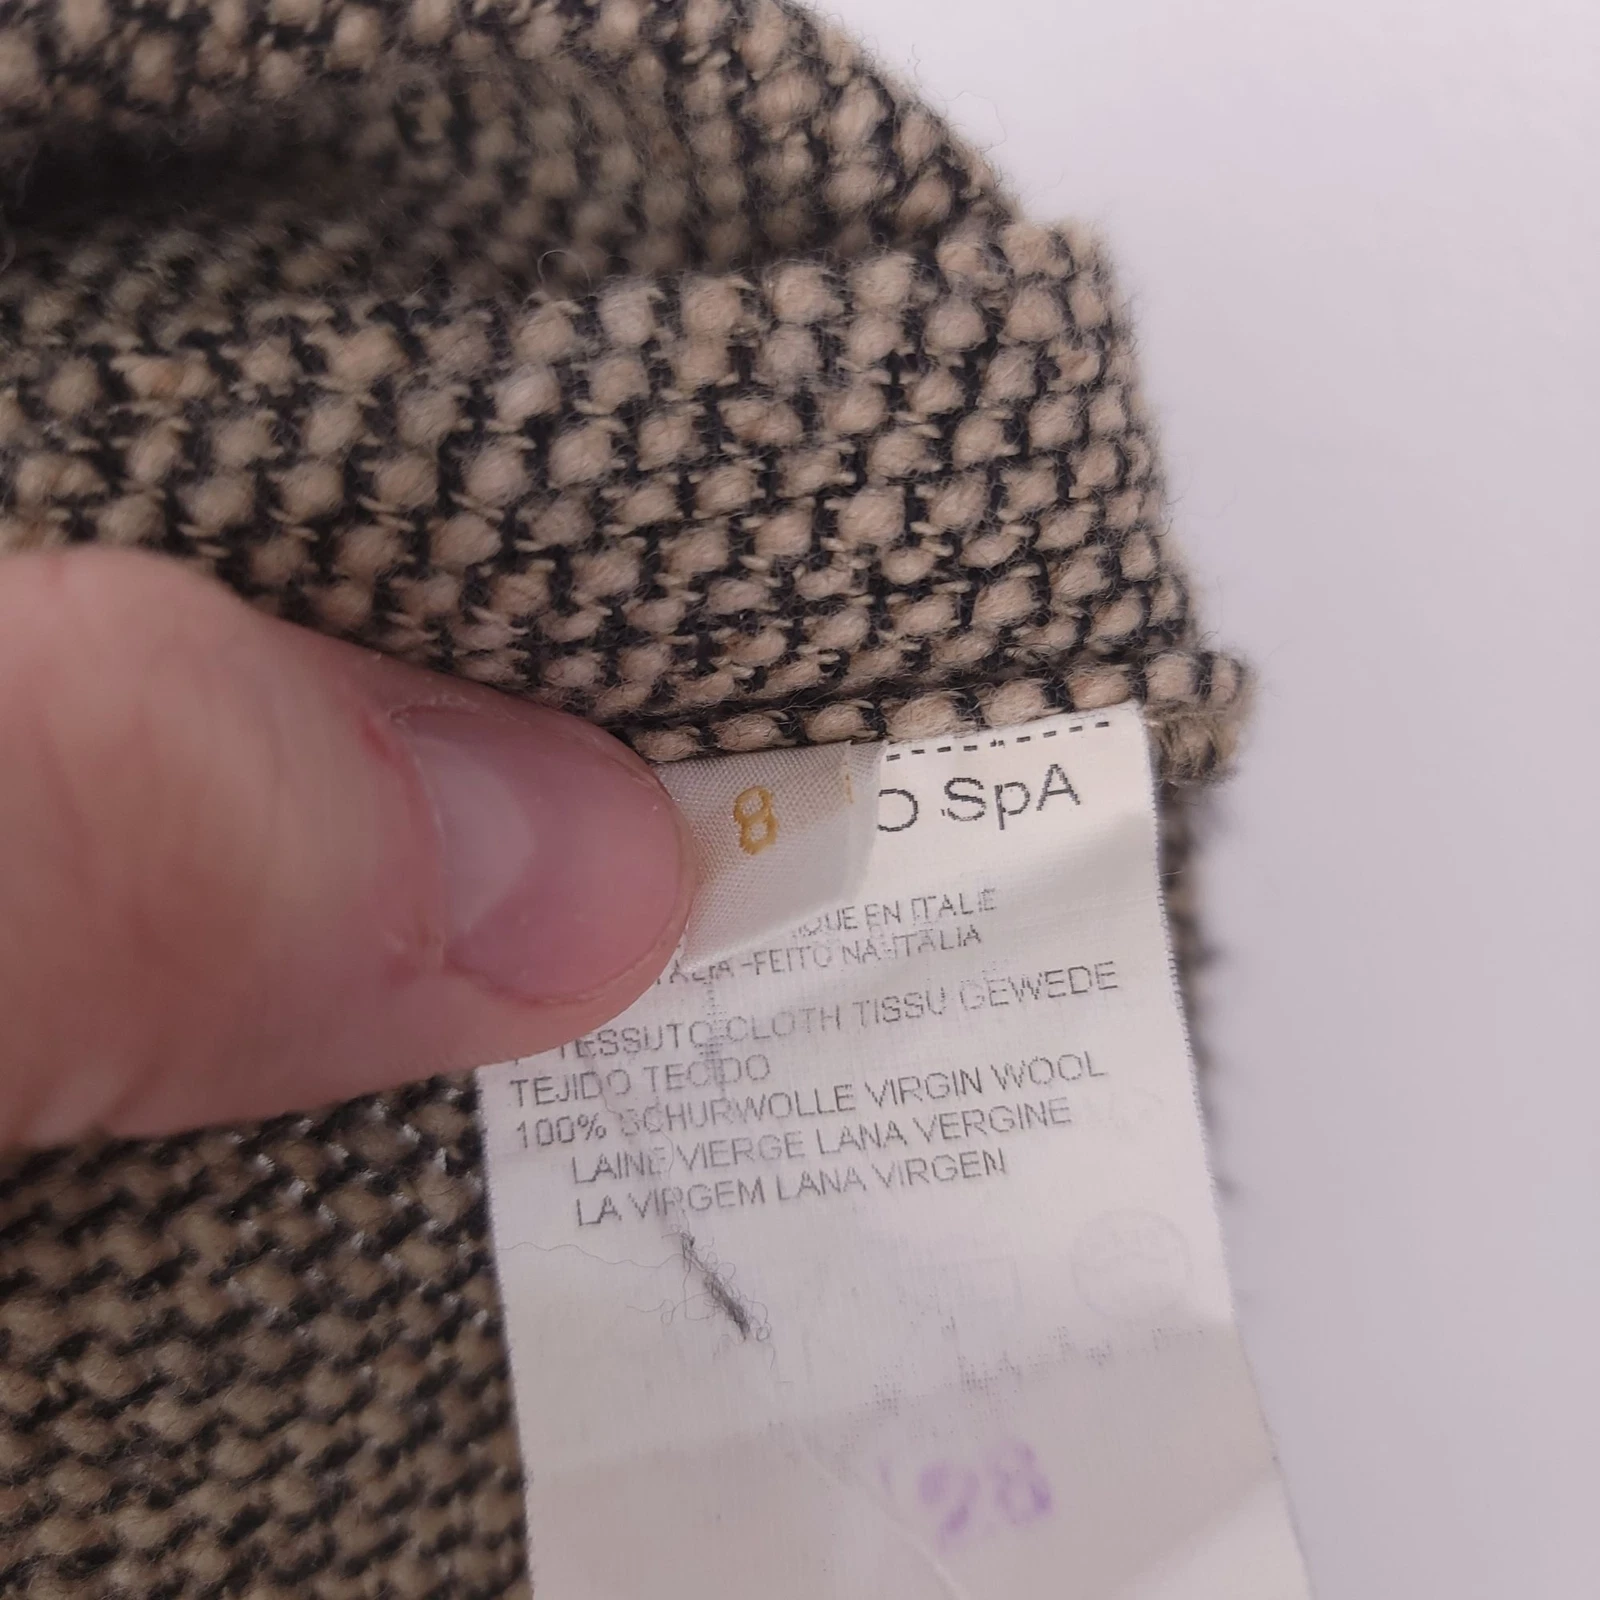 8
O SpA
QUE EN ITALIE
-FEITO NA ITALIA
TESSUTO CLOTH TISSU GEWEDE
TEJIDO TECIDO
100% SCHURWOLLE VIRGIN WOOL
LAINE VIERGE LANA VERGINE
LA VIRGEM LANA VIRGEN
28